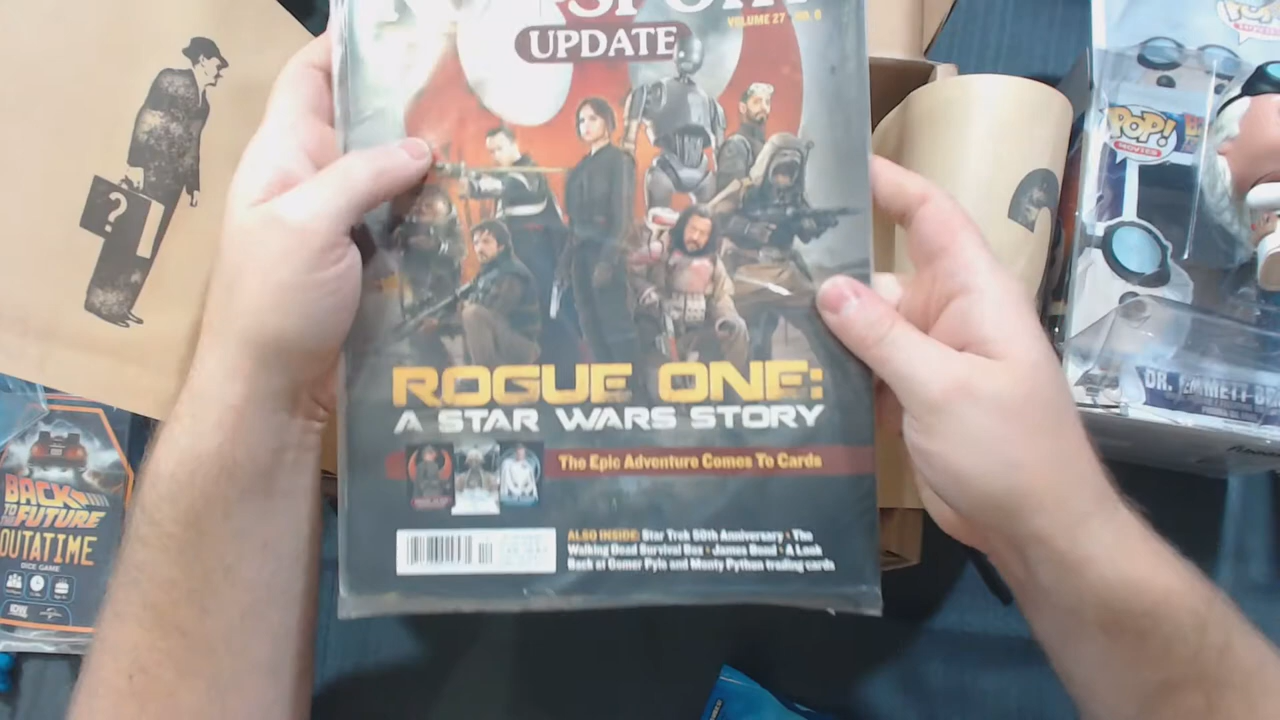 UPDATE
VOLUME 27
ROGUE ONE:
A STAR WARS STORY
The Epic Adventure Comes To Cards
ALSO INSIDE: Star Trek 50th Anniversary • The
Walking Dead Survival Box • James Bond • A Look
Back at Gomer Pyle and Monty Python trading cards
?
POP!
MOVIES
DR. EMMETT
BACK
TO THE
FUTURE
OUTATIME
DICE GAME